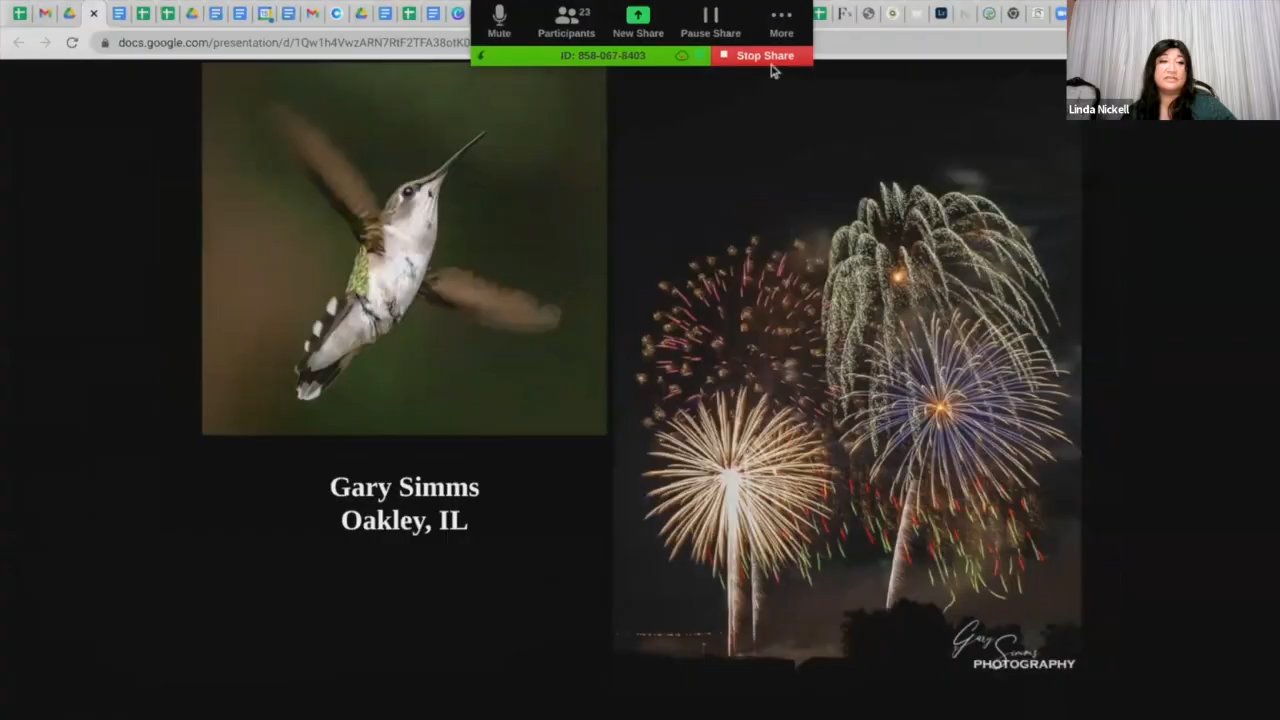 docs.google.com/presentation/d/1Qw1h4VwzARN7RtF2TFA38otK0
Mute
Participants
23
New Share
Pause Share
More
ID: 858-067-8403
Stop Share
Linda Nickell
Gary Simms
Oakley, IL
Gary Simms
PHOTOGRAPHY